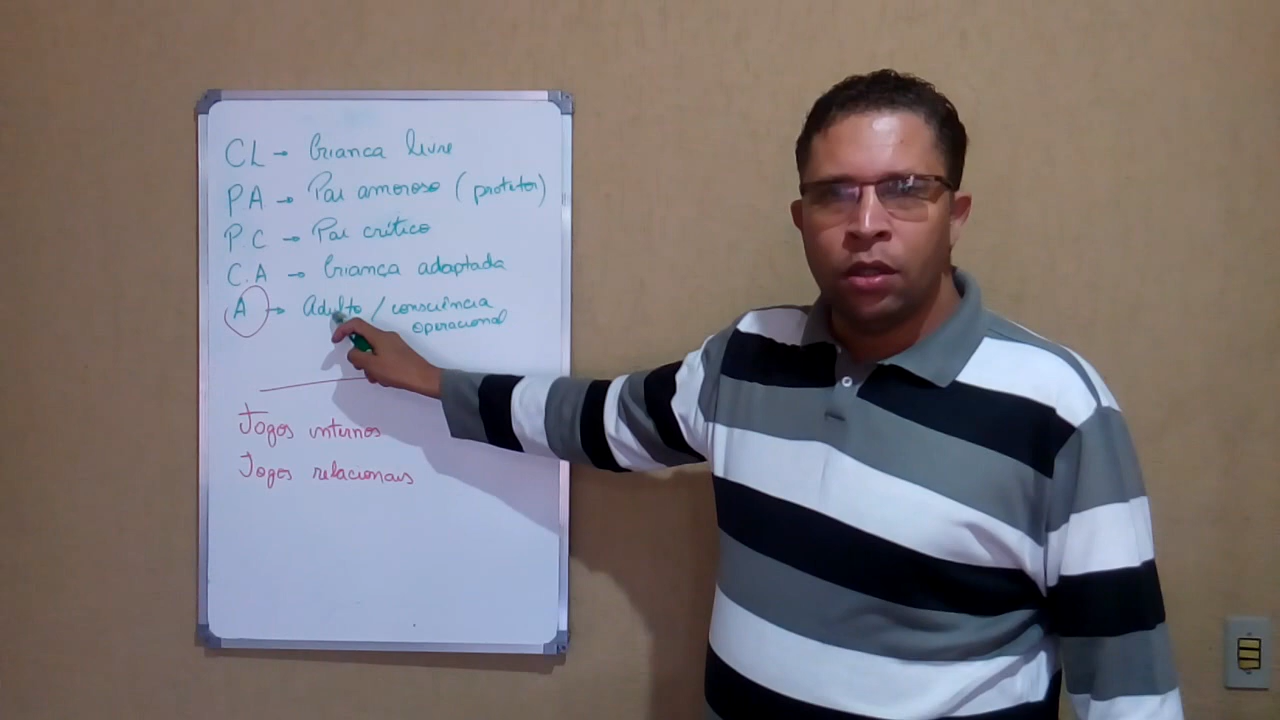 CL → Criança livre
PA → Pai amoroso (protetor)
P.C → Pai crítico
C.A → Criança adaptada
A → Adulto / consciência
operacional
Jogos internos
Jogos relacionais